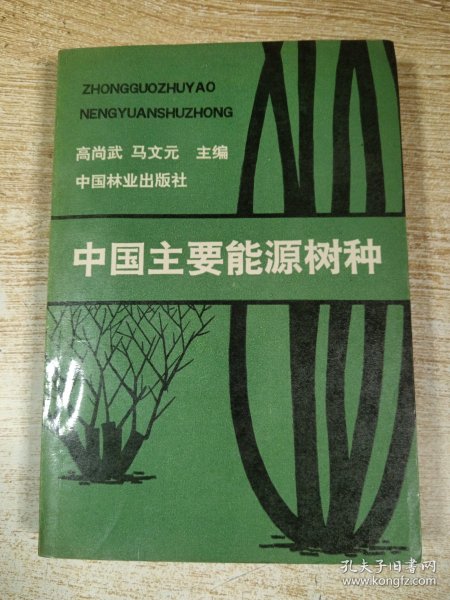 ZHONGGUOZHUYAO
NENGYUANSHUZHONG
高尚武 马文元 主编
中国林业出版社
中国主要能源树种
孔夫子旧书网
www.kongfz.com